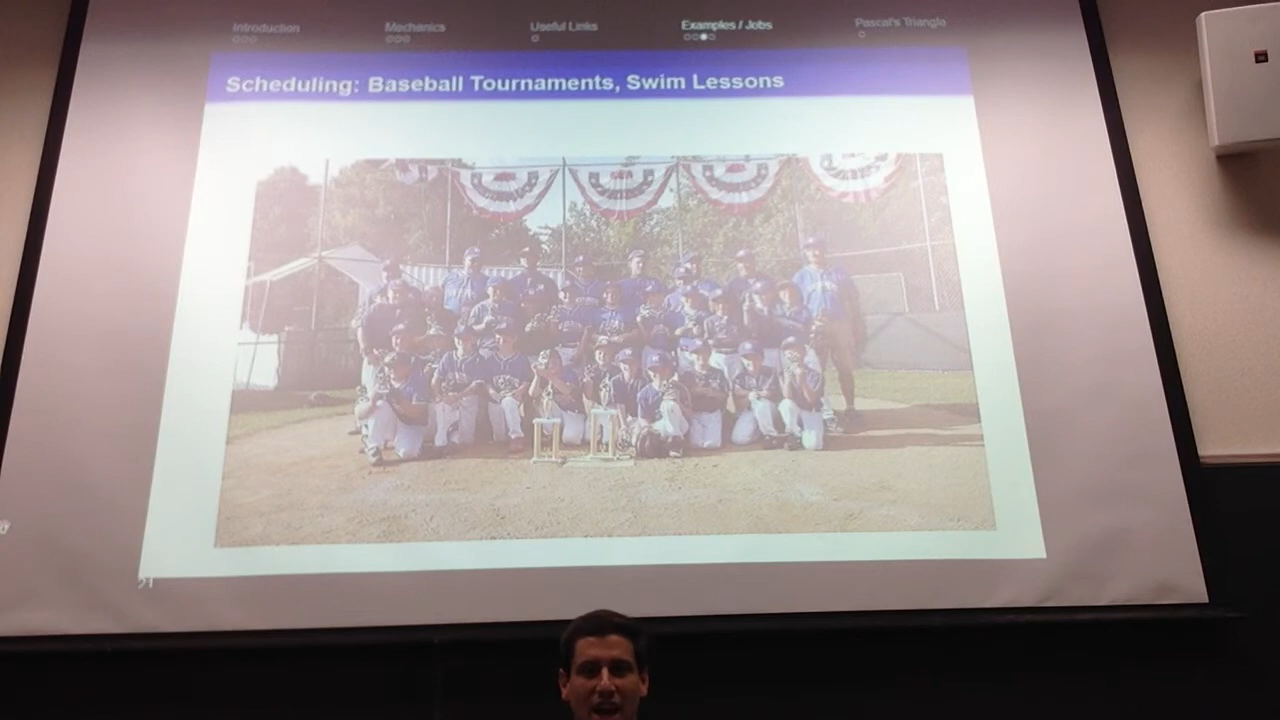 Introduction
Mechanics
Useful Links
Examples / Jobs
Pascal's Triangle
Scheduling: Baseball Tournaments, Swim Lessons